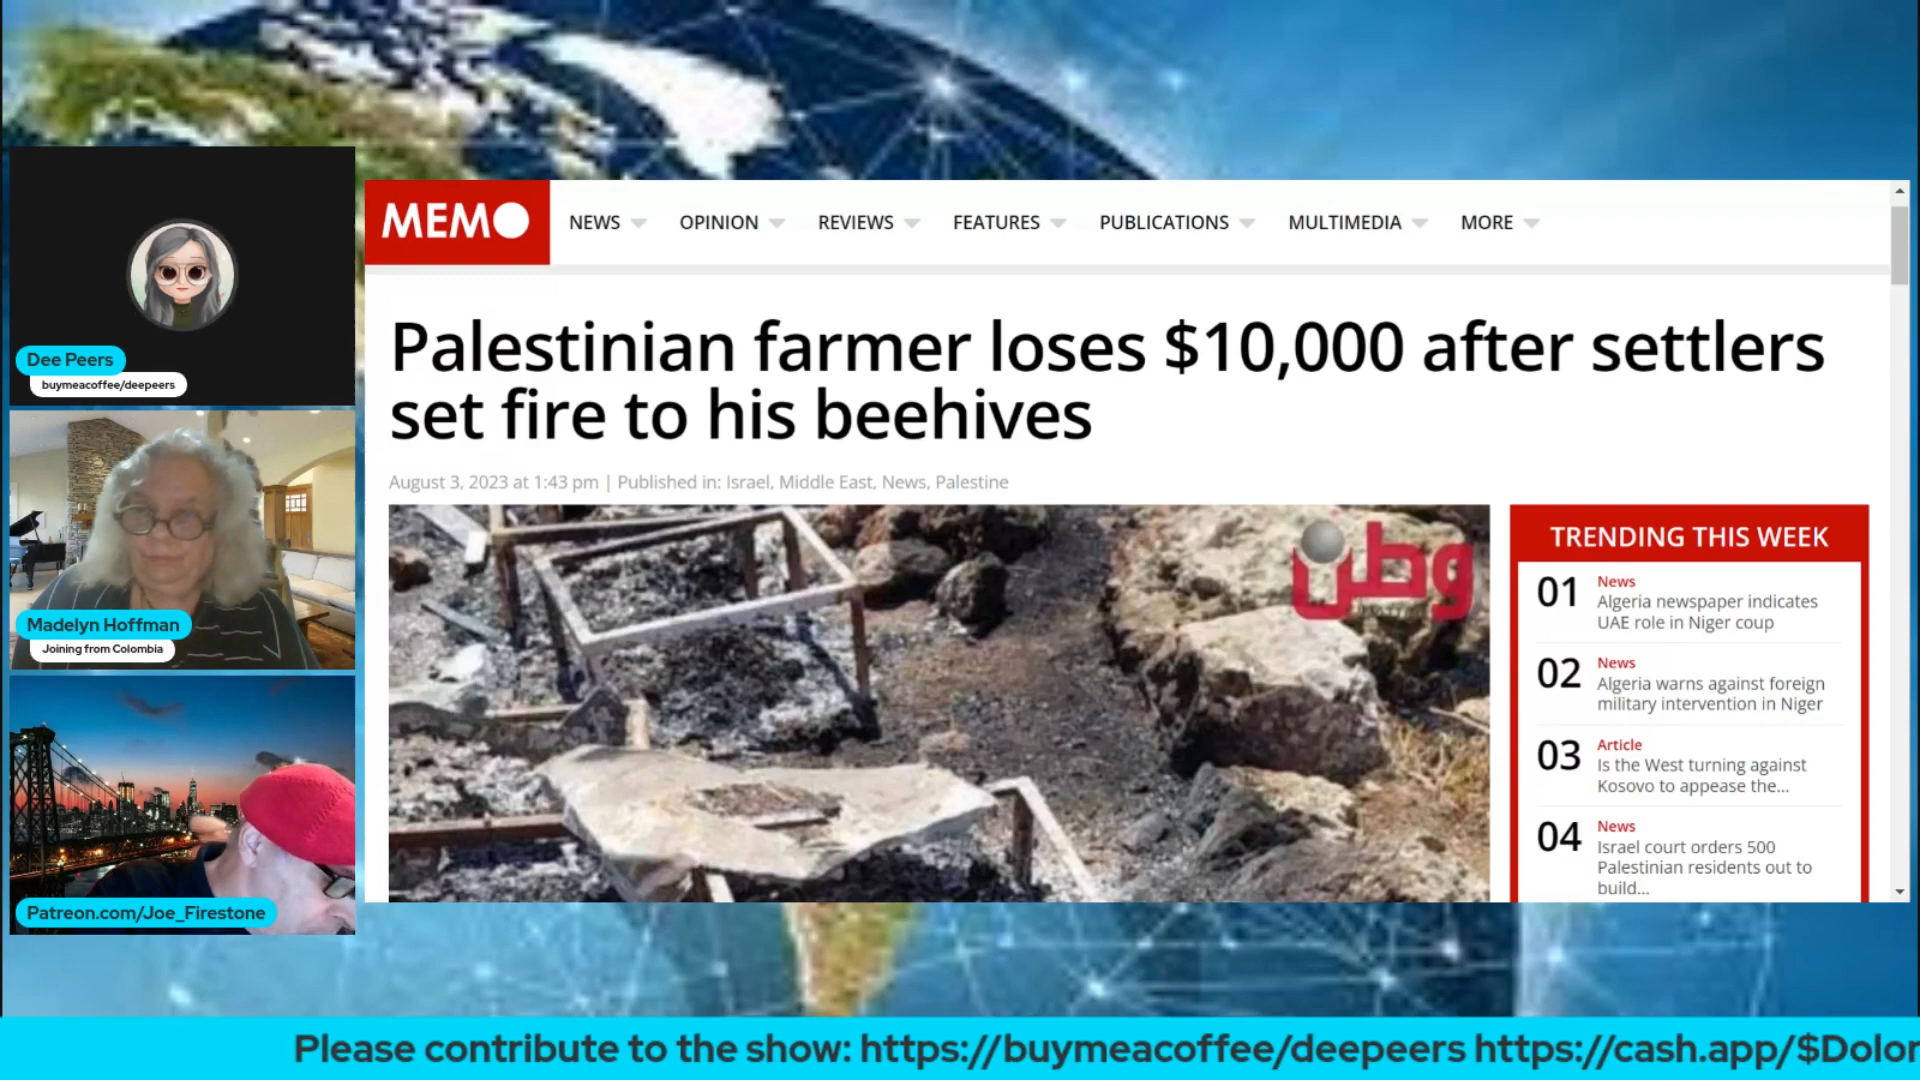 MEMO
NEWS
OPINION
REVIEWS
FEATURES
PUBLICATIONS
MULTIMEDIA
MORE
Palestinian farmer loses $10,000 after settlers
set fire to his beehives
August 3, 2023 at 1:43 pm | Published in: Israel, Middle East, News, Palestine
وطن
TRENDING THIS WEEK
01
News
Algeria newspaper indicates
UAE role in Niger coup
02
News
Algeria warns against foreign
military intervention in Niger
03
Article
Is the West turning against
Kosovo to appease the...
04
News
Israel court orders 500
Palestinian residents out to
build...
Dee Peers
buymeacoffee/deepeers
Madelyn Hoffman
Joining from Colombia
Patreon.com/Joe_Firestone
Please contribute to the show: https://buymeacoffee/deepeers https://cash.app/$Dolor